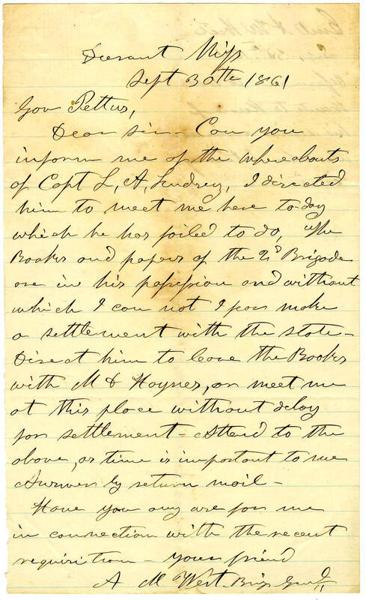 Durant Miss
Sept 30th 1861
Gov Pettus,
Dear Sir - Can you
inform me of the whereabouts
of Capt L, A, Lindsey, I directed
him to meet me here to-day
which he has failed to do, The
Books and papers of the 2d Brigade
are in his possession and without
which I can not make
a settlement with the state -
Direct him to leave the Books
with M D Haynes, or meet me
at this place without delay
for settlement - Attend to the
above, as time is important to me
Answer by return mail -
Have you any use for me
in connection with the recent
requisition - your friend
A M West Brig Genl,